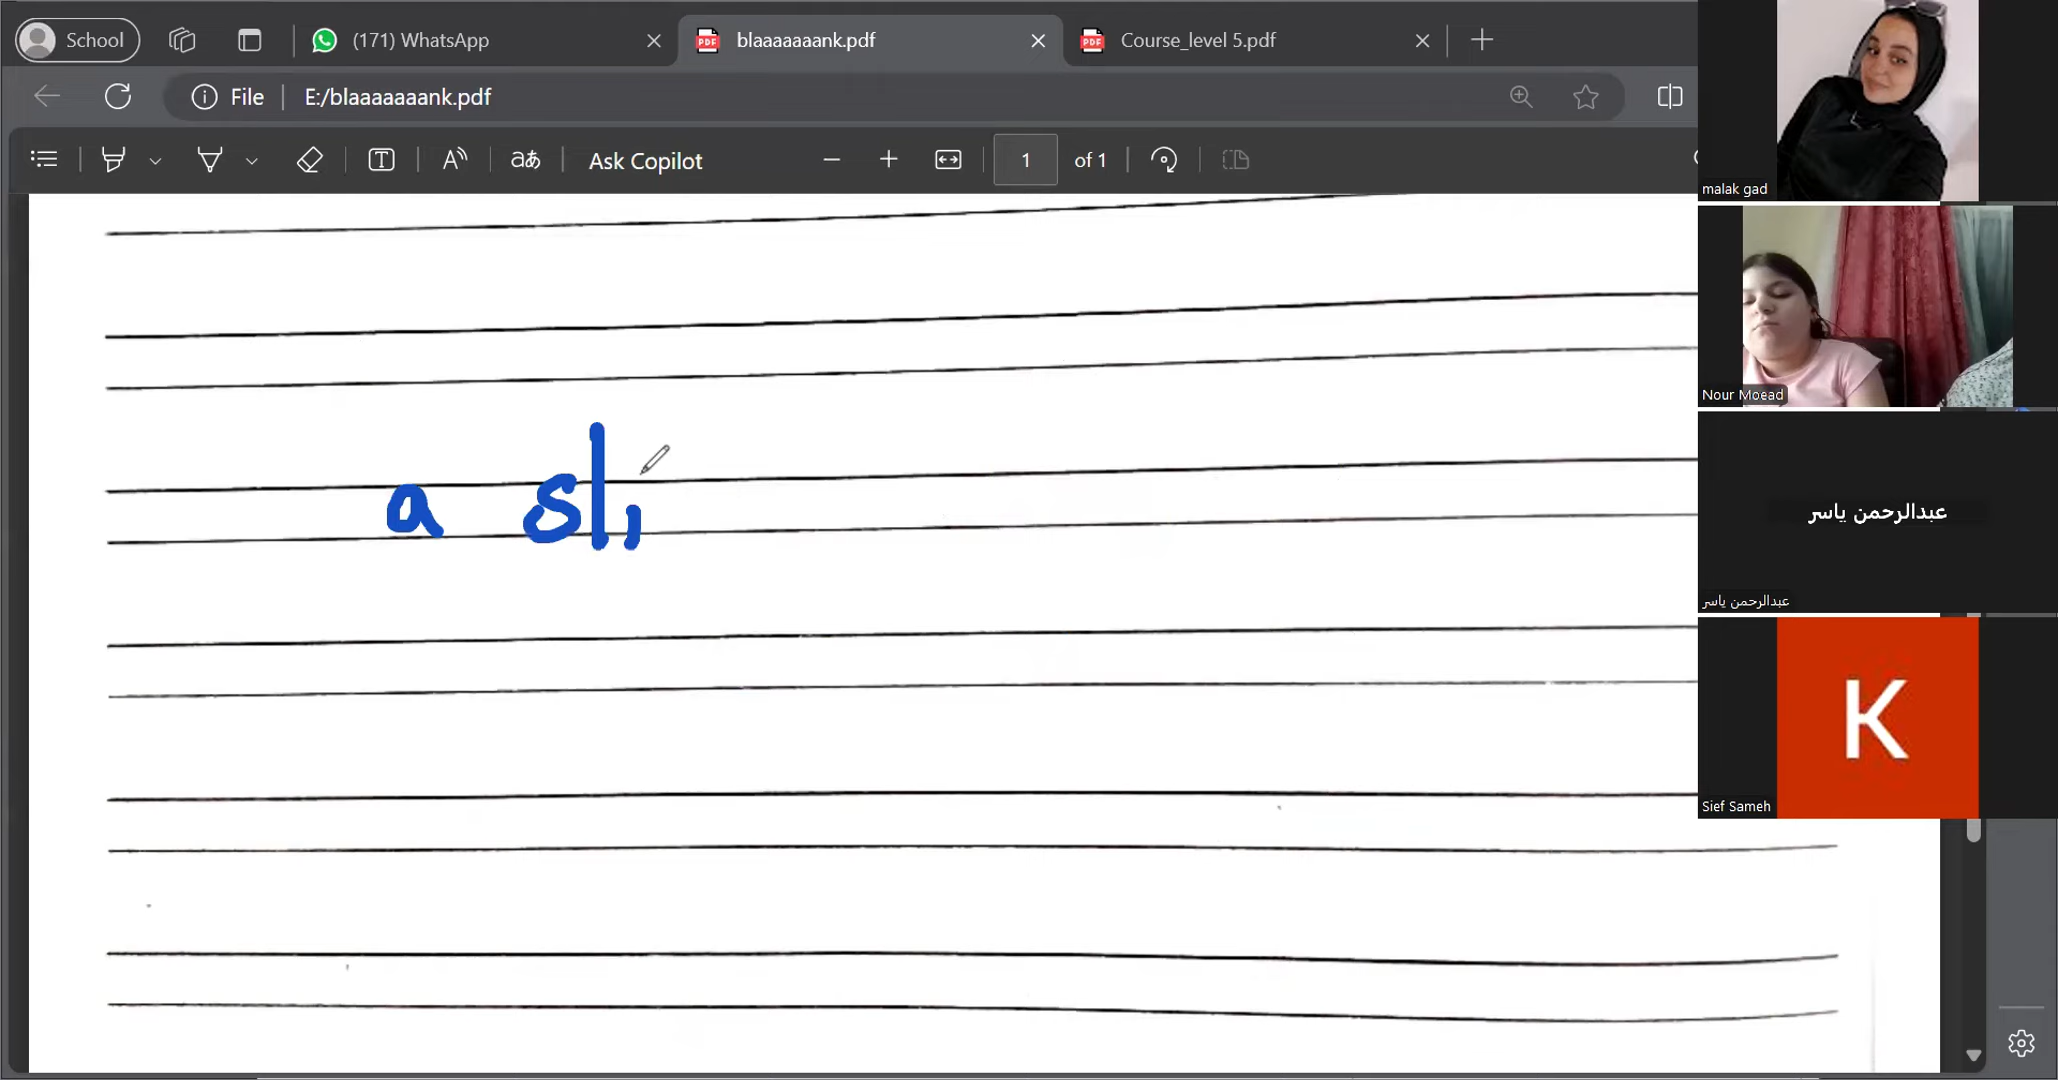 School
(171) WhatsApp
blaaaaaaank.pdf
Course_level 5.pdf
File
E:/blaaaaaaank.pdf
Ask Copilot
1
of 1
a sl
malak gad
Nour Moead
عبدالرحمن ياسر
عبدالرحمن ياسر
K
Sief Sameh